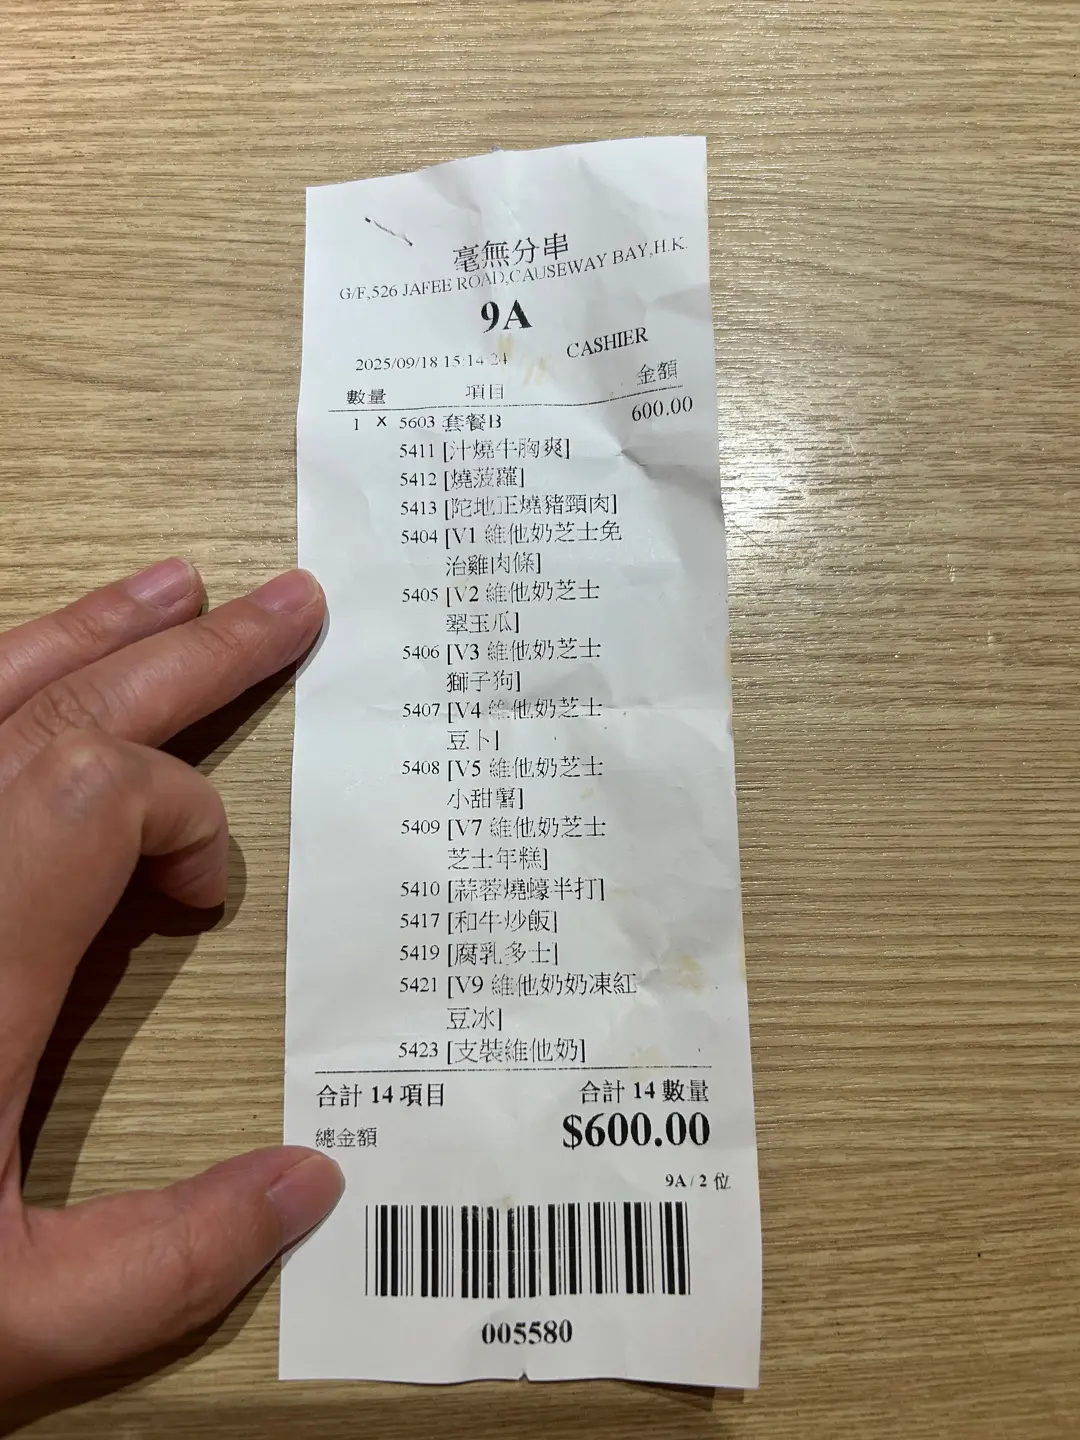 毫無分串
G/F,526 JAFEE ROAD,CAUSEWAY BAY,H.K.
9A
2025/09/18 15:14:24 CASHIER
數量 項目 金額
1 X 5603 套餐B 600.00
5411 [汁燒牛胸爽]
5412 [燒菠蘿]
5413 [陀地正燒豬頸肉]
5404 [V1 維他奶芝士免
治雞肉條]
5405 [V2 維他奶芝士
翠玉瓜]
5406 [V3 維他奶芝士
獅子狗]
5407 [V4 維他奶芝士
豆卜]
5408 [V5 維他奶芝士
小甜薯]
5409 [V7 維他奶芝士
芝士年糕]
5410 [蒜蓉燒蠔半打]
5417 [和牛炒飯]
5419 [腐乳多士]
5421 [V9 維他奶奶凍紅
豆冰]
5423 [支裝維他奶]
合計 14 項目 合計 14 數量
總金額 $600.00
9A / 2 位
005580